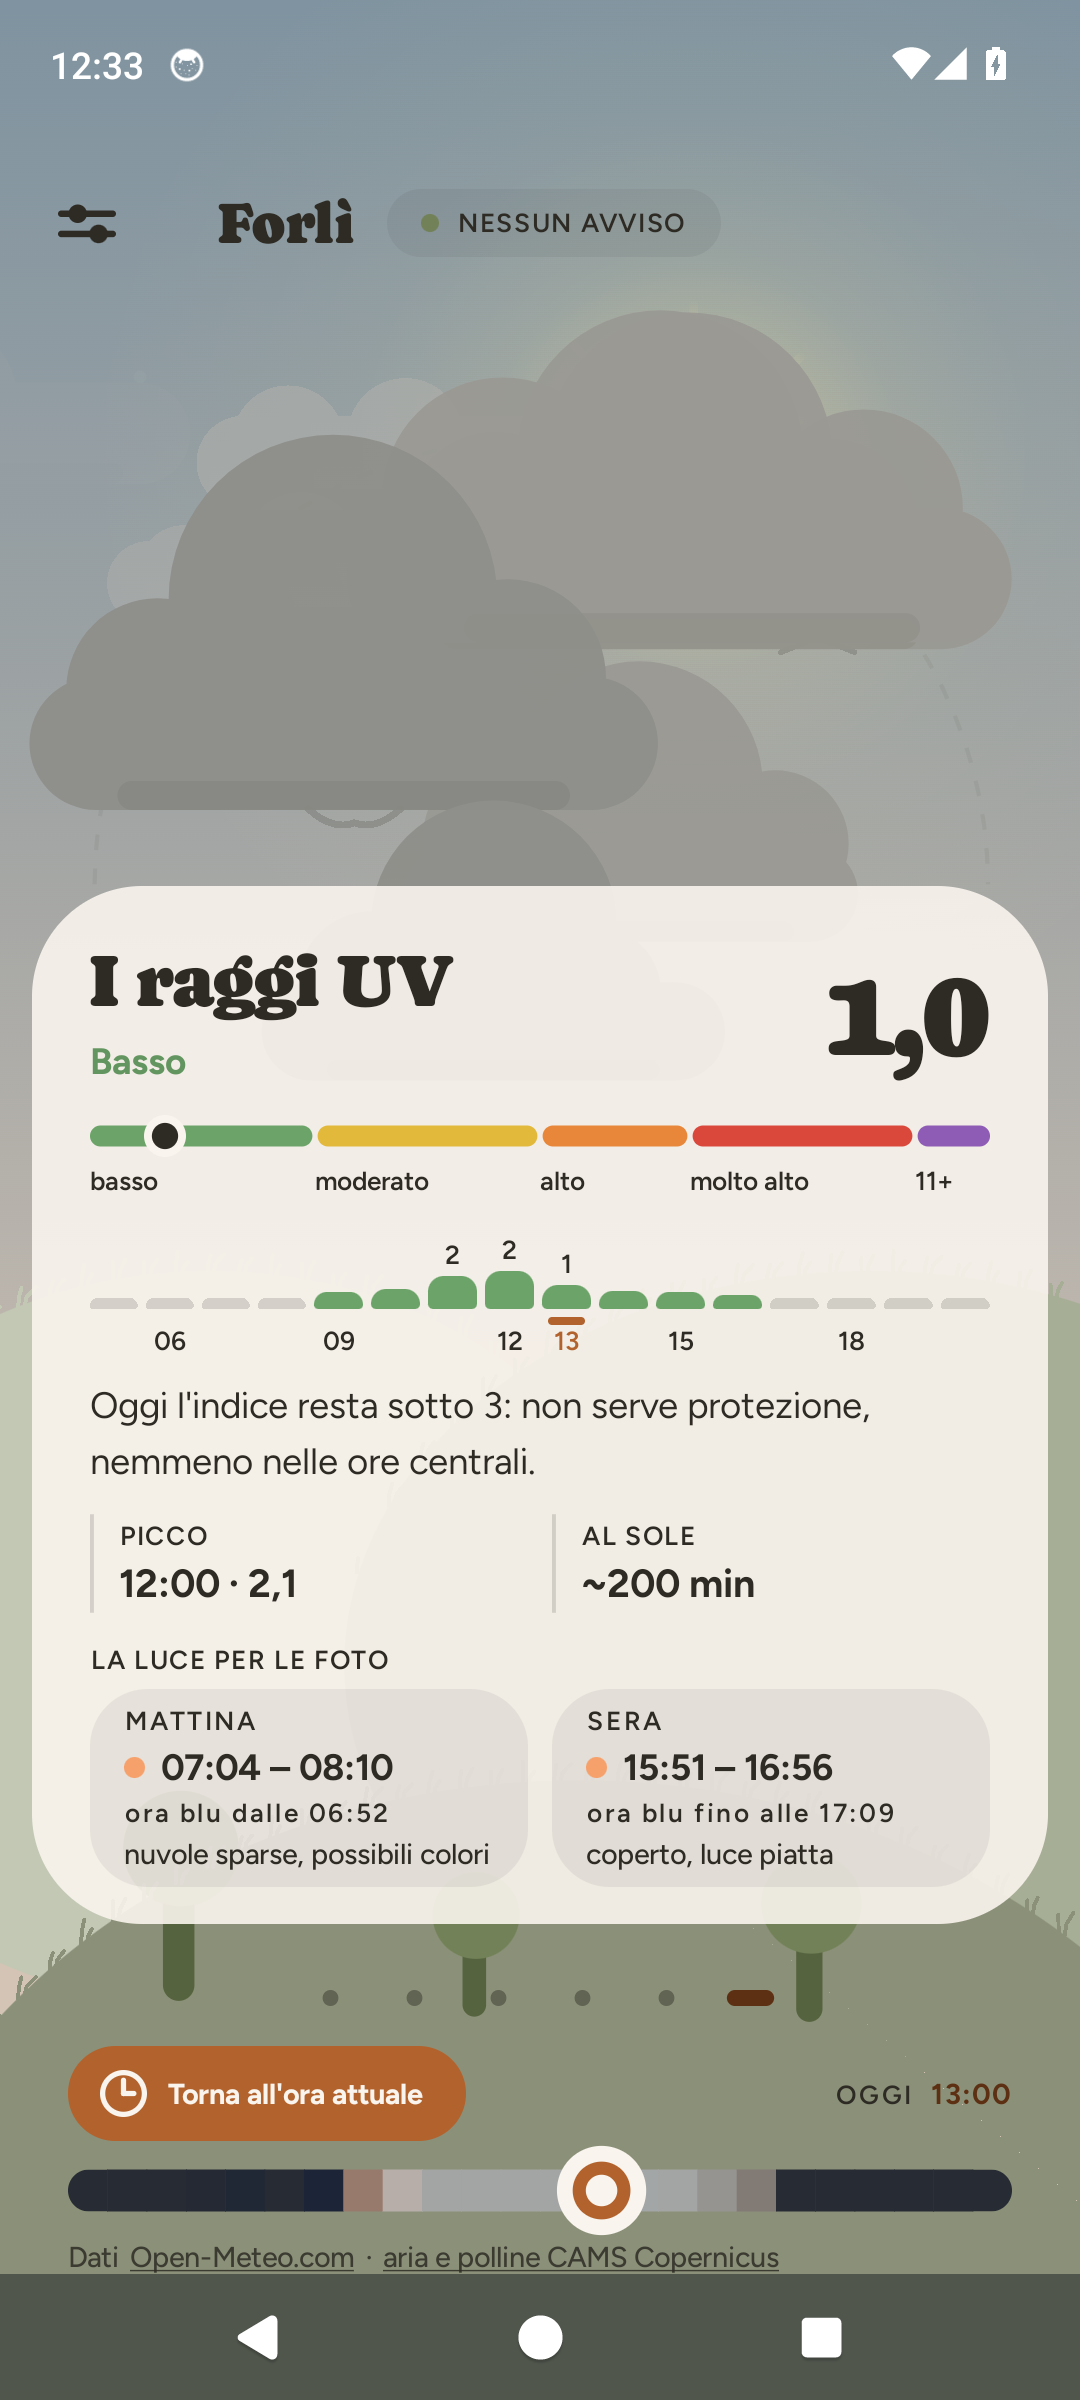 12:33
Forlì
NESSUN AVVISO
I raggi UV
1,0
Basso
basso moderato alto molto alto 11+
2 2 1
06 09 12 13 15 18
Oggi l'indice resta sotto 3: non serve protezione,
nemmeno nelle ore centrali.
PICCO
12:00 · 2,1
AL SOLE
~200 min
LA LUCE PER LE FOTO
MATTINA
07:04 – 08:10
ora blu dalle 06:52
nuvole sparse, possibili colori
SERA
15:51 – 16:56
ora blu fino alle 17:09
coperto, luce piatta
Torna all'ora attuale
OGGI 13:00
Dati Open-Meteo.com · aria e polline CAMS Copernicus